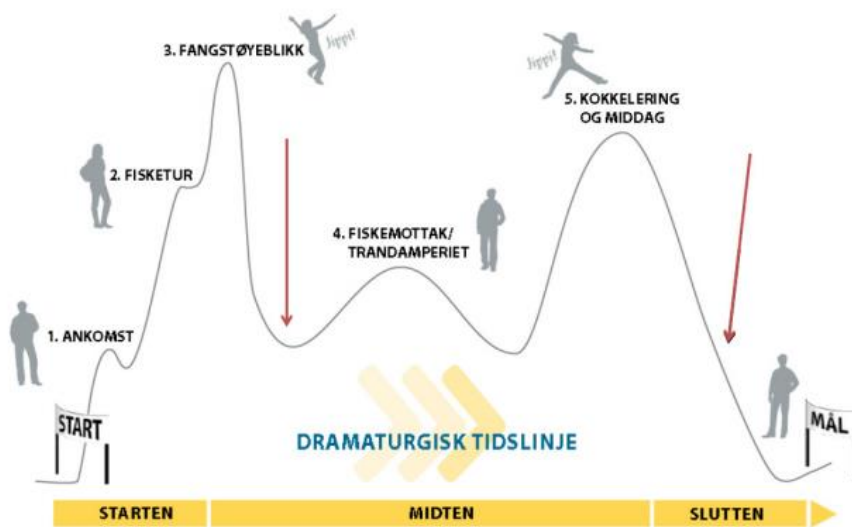 3. FANGSTØYEBLIKK
Jippi!
Jippi!
5. KOKKELERING
OG MIDDAG
2. FISKETUR
4. FISKEMOTTAK/
TRANDAMPERIET
1. ANKOMST
START
MÅL
DRAMATURGISK TIDSLINJE
STARTEN
MIDTEN
SLUTTEN